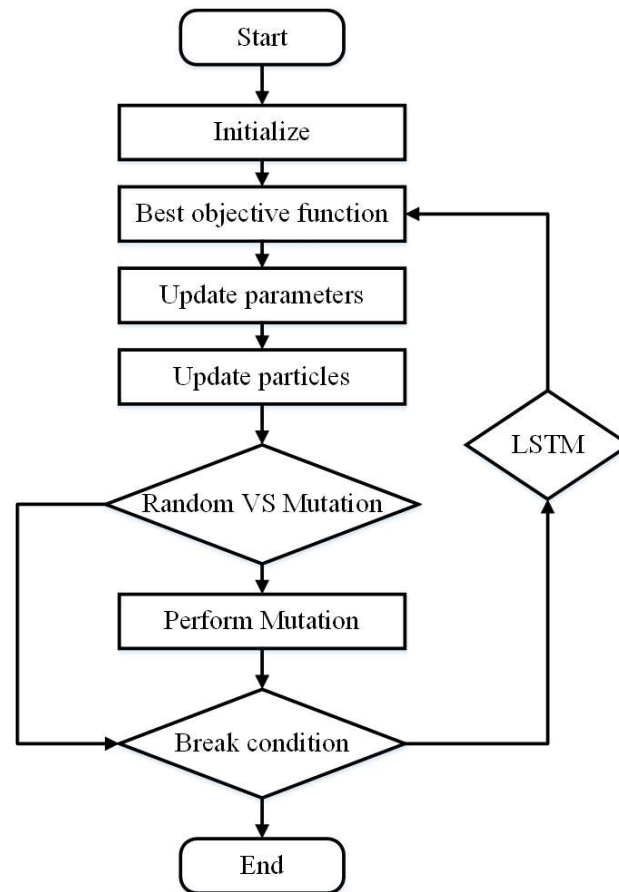 Start
Initialize
Best objective function
Update parameters
Update particles
LSTM
Random VS Mutation
Perform Mutation
Break condition
End